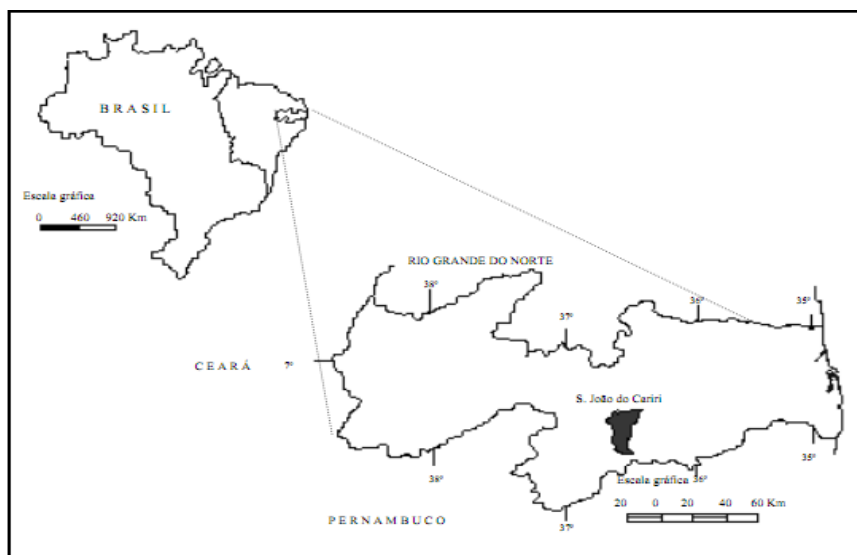 BRASIL
Escala gráfica
0 460 920 Km
RIO GRANDE DO NORTE
38º
36º
35º
37º
CEARÁ
7º
S. João do Cariri
35º
38º
36º
Escala gráfica
20 0 20 40 60 Km
37º
PERNAMBUCO